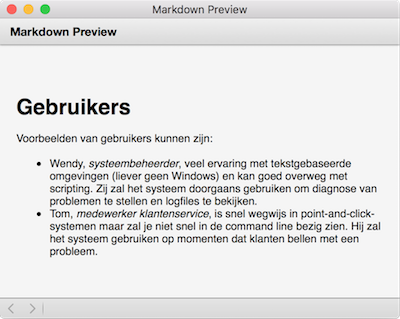 Markdown Preview
Markdown Preview
Gebruikers
Voorbeelden van gebruikers kunnen zijn:
• Wendy, systeembeheerder, veel ervaring met tekstgebaseerde
omgevingen (liever geen Windows) en kan goed overweg met
scripting. Zij zal het systeem doorgaans gebruiken om diagnose van
problemen te stellen en logfiles te bekijken.
• Tom, medewerker klantenservice, is snel wegwijs in point-and-click-
systemen maar zal je niet snel in de command line bezig zien. Hij zal
het systeem gebruiken op momenten dat klanten bellen met een
probleem.